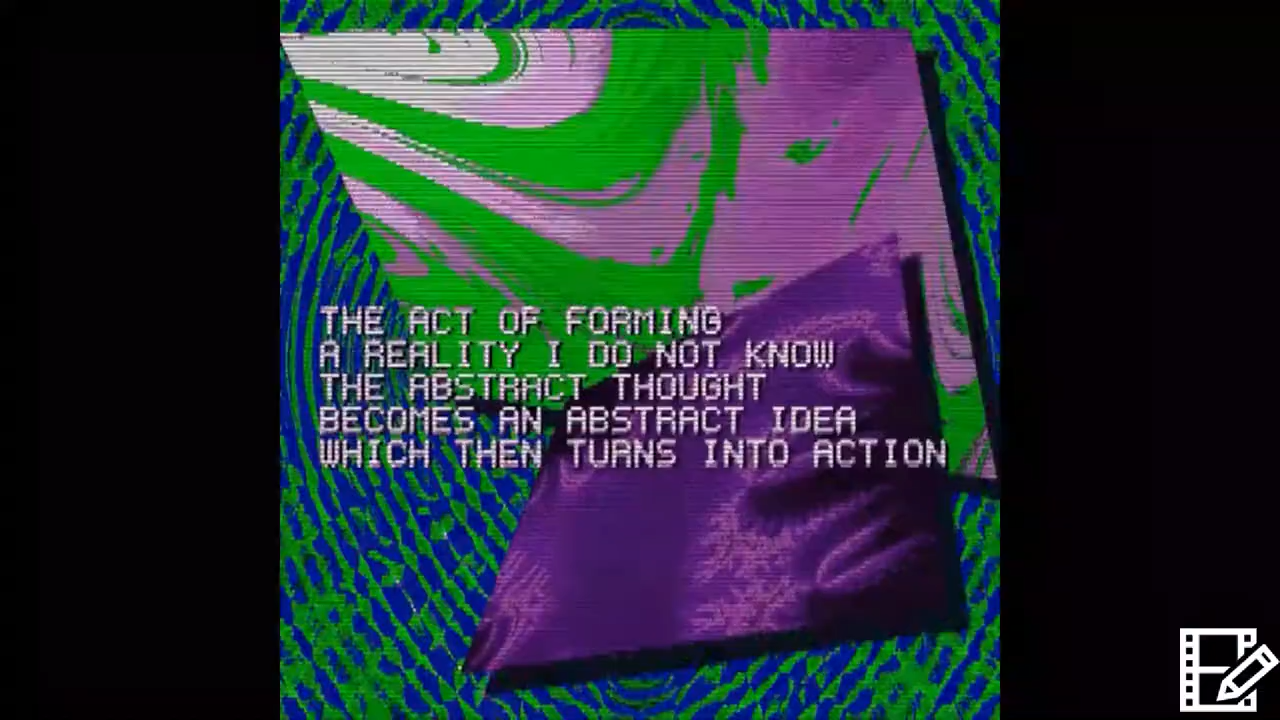 THE ACT OF FORMING
A REALITY I DO NOT KNOW
THE ABSTRACT THOUGHT
BECOMES AN ABSTRACT IDEA
WHICH THEN TURNS INTO ACTION